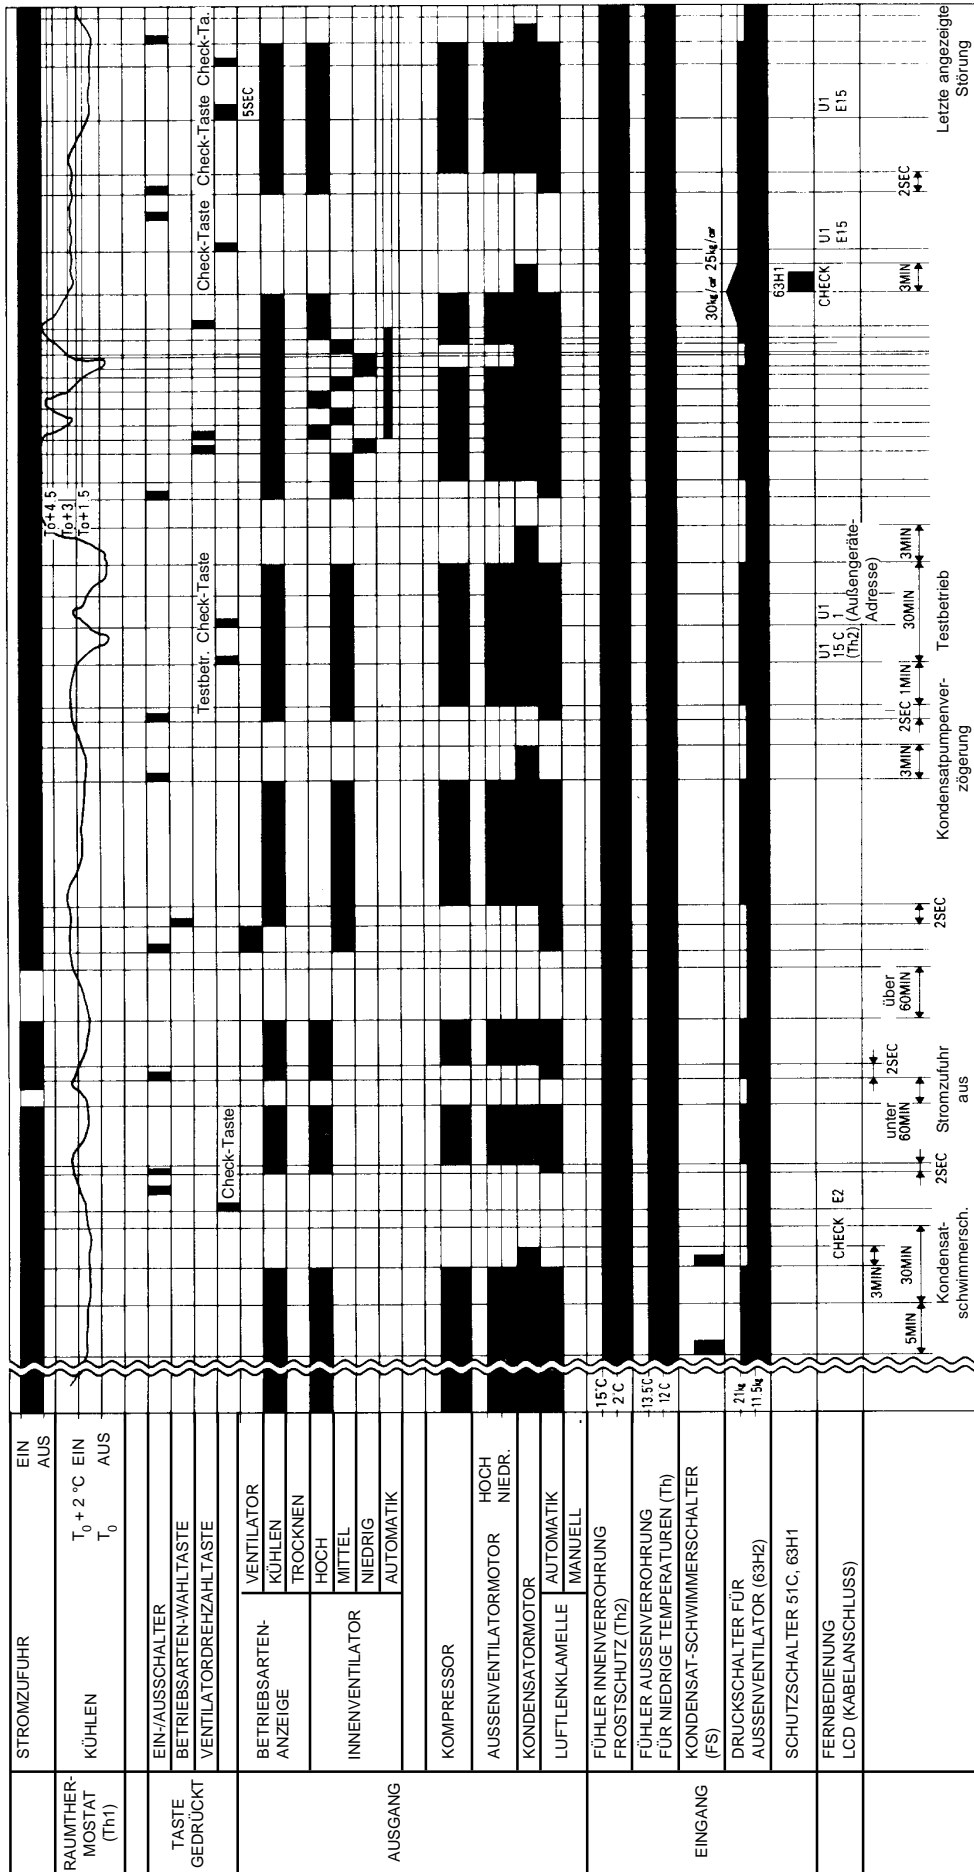 STROMZUFUHR
EIN
AUS
RAUMTHER-
MOSTAT
(Th1)
KÜHLEN
T0 + 2 °C EIN
T0 AUS
TASTE
GEDRÜCKT
EIN-/AUSSCHALTER
BETRIEBSARTEN-WAHLTASTE
VENTILATORDREHZAHLTASTE
AUSGANG
BETRIEBSARTEN-
ANZEIGE
VENTILATOR
KÜHLEN
TROCKNEN
INNENVENTILATOR
HOCH
MITTEL
NIEDRIG
AUTOMATIK
KOMPRESSOR
AUSSENVENTILATORMOTOR
HOCH
NIEDR.
KONDENSATORMOTOR
LUFTLENKLAMELLE
AUTOMATIK
MANUELL
EINGANG
FÜHLER INNENVERROHRUNG
FROSTSCHUTZ (Th2)
FÜHLER AUSSENVERROHRUNG
FÜR NIEDRIGE TEMPERATUREN (Th)
KONDENSAT-SCHWIMMERSCHALTER
(FS)
DRUCKSCHALTER FÜR
AUSSENVENTILATOR (63H2)
SCHUTZSCHALTER 51C, 63H1
FERNBEDIENUNG
LCD (KABELANSCHLUSS)
To+4.5
To+3
To+1.5
Check-Taste
Testbetr. Check-Taste
Check-Taste
Check-Taste
Check-Taste
Check-Ta.
5SEC
15°C
2°C
13.5°C
12 C
21kg
11.5kg
30kg/cm² 25kg/cm²
63H1
CHECK E2
U1
15 C
(Th2)
U1
1
(Außengeräte-
Adresse)
CHECK
U1
E15
U1
E15
3MIN
2SEC
5MIN
30MIN
2SEC
unter
60MIN
über
60MIN
2SEC
3MIN
2SEC
1MIN
30MIN
3MIN
3MIN
2SEC
Kondensat-
schwimmersch.
Stromzufuhr
aus
Kondensatpumpenver-
zögerung
Testbetrieb
Letzte angezeigte
Störung